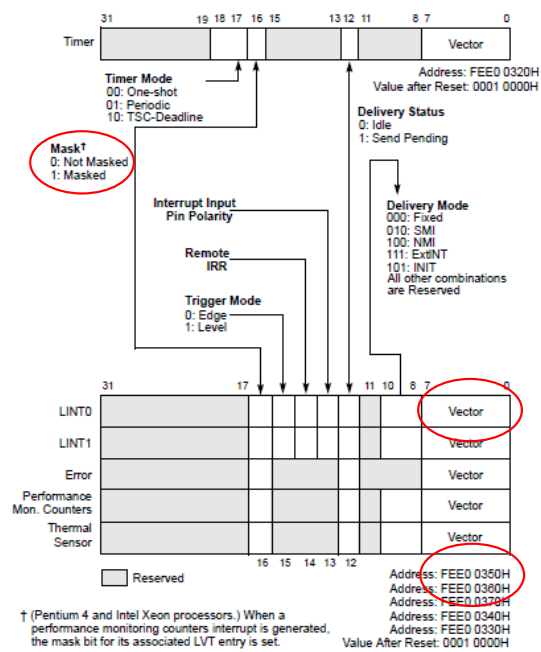 31 19 18 17 16 15 13 12 11 8 7 0
Timer Vector
Address: FEE0 0320H
Value after Reset: 0001 0000H
Timer Mode
00: One-shot
01: Periodic
10: TSC-Deadline
Delivery Status
0: Idle
1: Send Pending
Mask†
0: Not Masked
1: Masked
Interrupt Input
Pin Polarity
Delivery Mode
000: Fixed
010: SMI
100: NMI
111: ExtINT
101: INIT
All other combinations
are Reserved
Remote
IRR
Trigger Mode
0: Edge
1: Level
31 17 11 10 8 7 0
LINT0 Vector
LINT1 Vector
Error Vector
Performance
Mon. Counters Vector
Thermal
Sensor Vector
16 15 14 13 12
Reserved
Address: FEE0 0350H
Address: FEE0 0360H
Address: FEE0 0370H
Address: FEE0 0340H
Address: FEE0 0330H
Value After Reset: 0001 0000H
† (Pentium 4 and Intel Xeon processors.) When a
performance monitoring counters interrupt is generated,
the mask bit for its associated LVT entry is set.